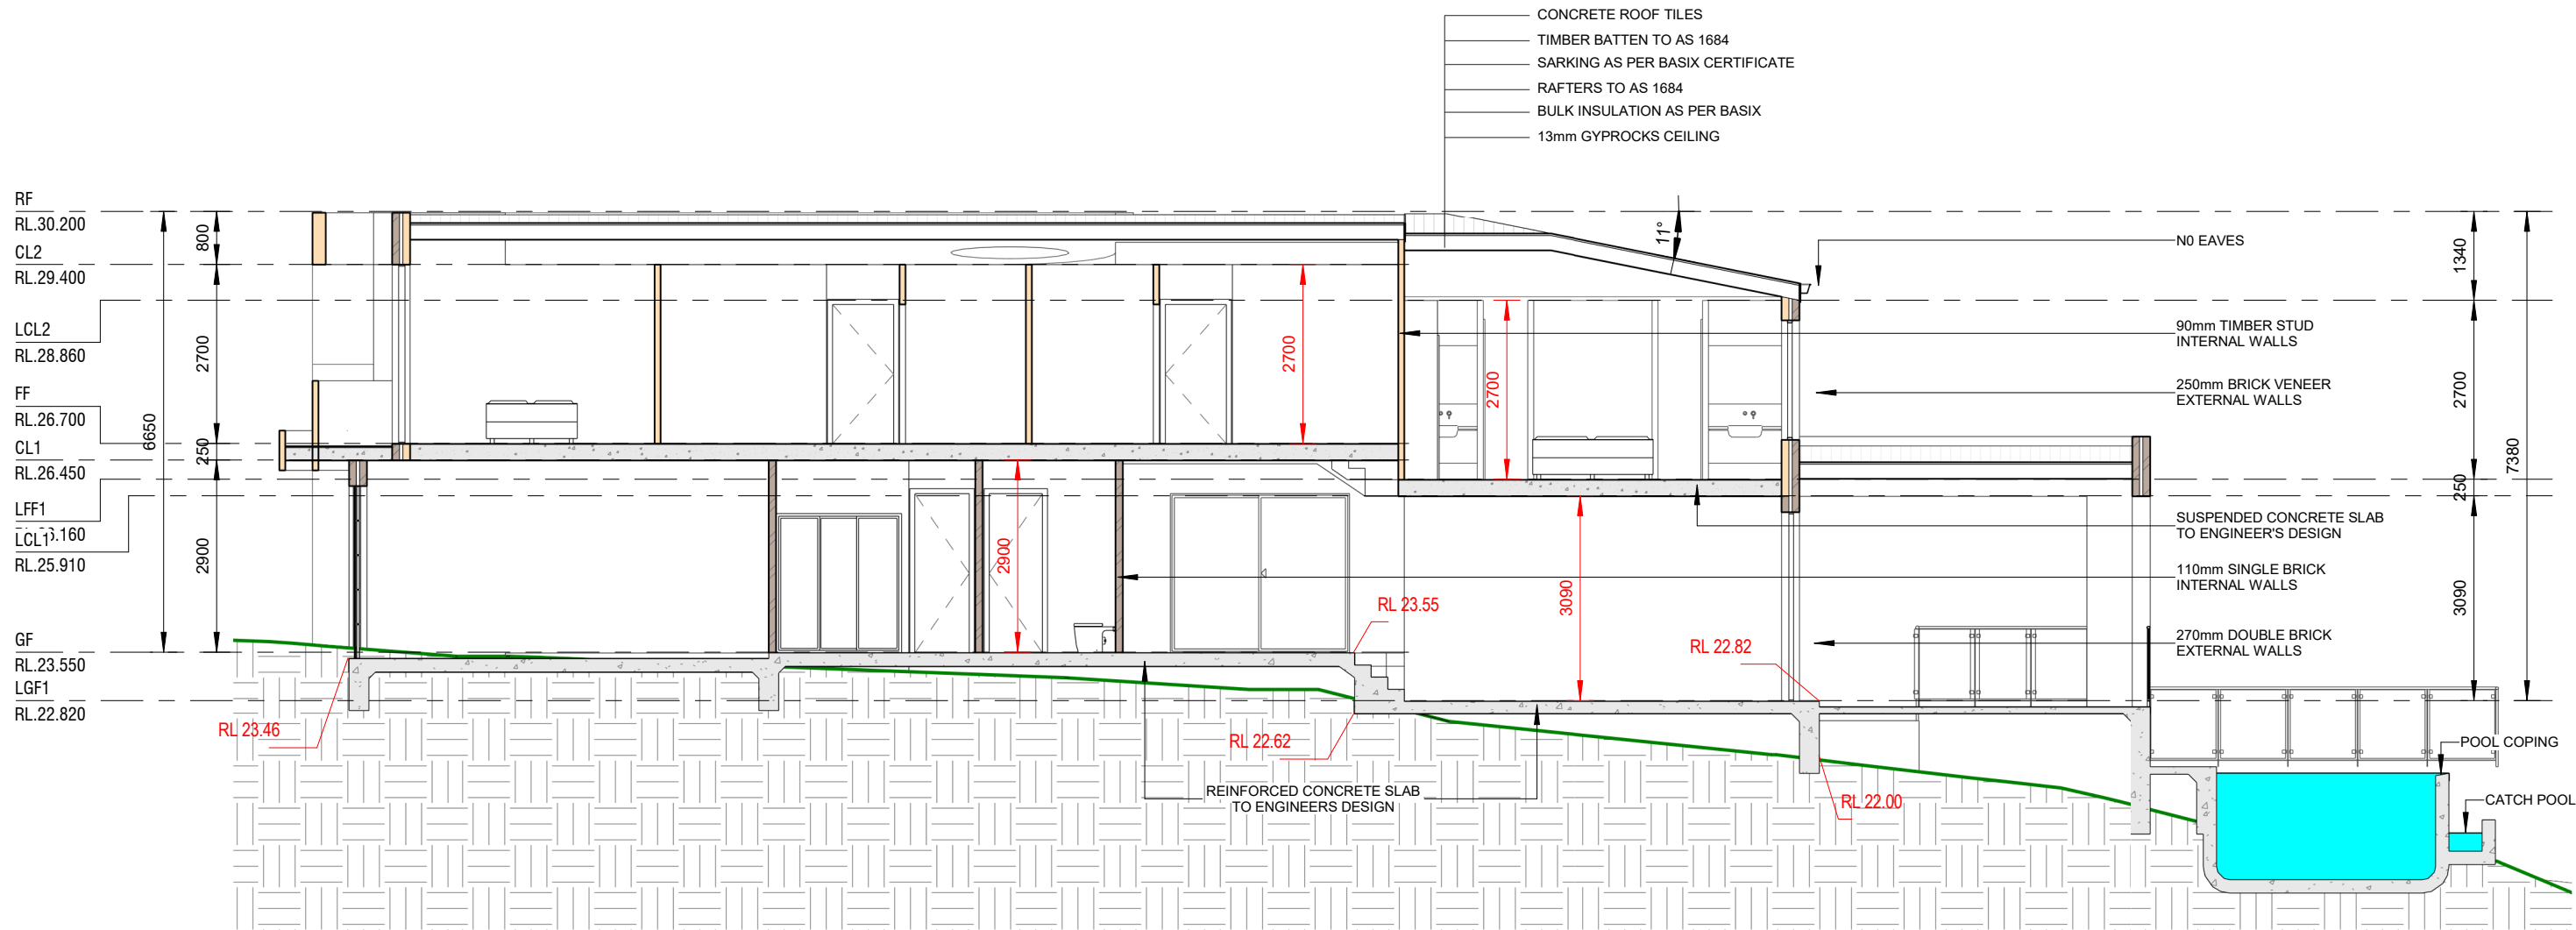 CONCRETE ROOF TILES
TIMBER BATTEN TO AS 1684
SARKING AS PER BASIX CERTIFICATE
RAFTERS TO AS 1684
BULK INSULATION AS PER BASIX
13mm GYPROCKS CEILING
RF
RL.30.200
CL2
RL.29.400
LCL2
RL.28.860
FF
RL.26.700
CL1
RL.26.450
LFF1
LCL1
RL.25.910
GF
RL.23.550
LGF1
RL.22.820
6650
800
2700
250
2900
2700
2700
2900
3090
11°
RL 23.55
RL 22.82
RL 23.46
RL 22.62
RL 22.00
REINFORCED CONCRETE SLAB
TO ENGINEERS DESIGN
N0 EAVES
90mm TIMBER STUD
INTERNAL WALLS
250mm BRICK VENEER
EXTERNAL WALLS
SUSPENDED CONCRETE SLAB
TO ENGINEER'S DESIGN
110mm SINGLE BRICK
INTERNAL WALLS
270mm DOUBLE BRICK
EXTERNAL WALLS
1340
2700
250
3090
7380
POOL COPING
CATCH POOL